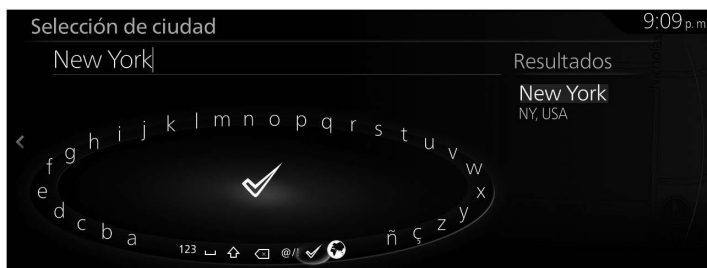 Selección de ciudad
9:09 p. m.
New York
Resultados
New York
NY, USA
a b c d e f g h i j k l m n o p q r s t u v w x y z ç ñ
123 @/!